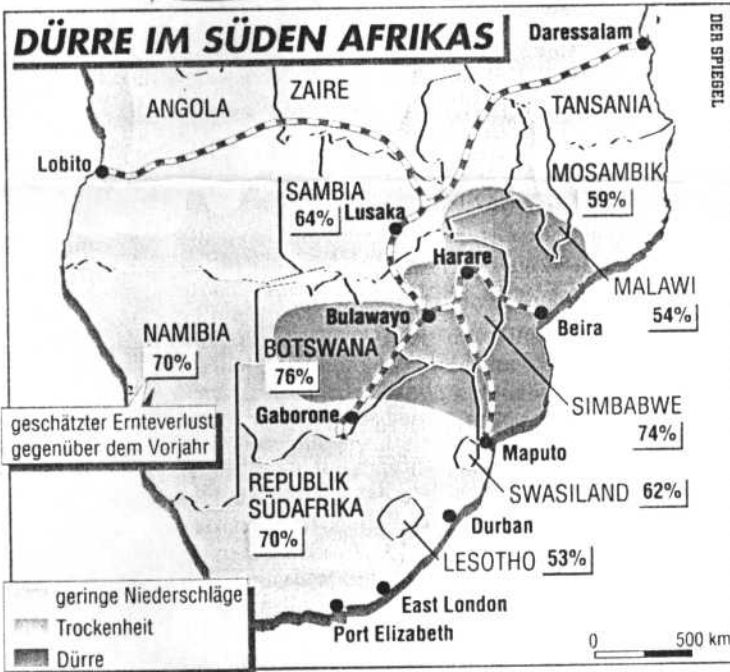 DÜRRE IM SÜDEN AFRIKAS
DER SPIEGEL
Daressalam
ZAIRE
ANGOLA
TANSANIA
Lobito
MOSAMBIK
59%
SAMBIA
64%
Lusaka
Harare
MALAWI
54%
Bulawayo
Beira
NAMIBIA
70%
BOTSWANA
76%
SIMBABWE
74%
geschätzter Ernteverlust
gegenüber dem Vorjahr
Gaborone
Maputo
REPUBLIK
SÜDAFRIKA
70%
SWASILAND 62%
Durban
LESOTHO 53%
geringe Niederschläge
Trockenheit
Dürre
East London
Port Elizabeth
0 500 km